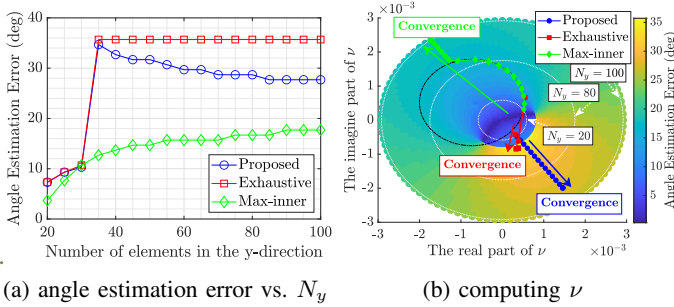 Angle Estimation Error (deg)
40
30
20
10
0
20
40
60
80
100
Number of elements in the y-direction
Proposed
Exhaustive
Max-inner
(a) angle estimation error vs. N_y
×10⁻³
The imagine part of ν
3
2
1
0
-1
-2
-3
-3
-2
-1
0
1
2
3
The real part of ν
×10⁻³
Proposed
Exhaustive
Max-inner
Convergence
N_y = 100
N_y = 80
N_y = 20
Convergence
Convergence
35
30
25
20
15
10
5
Angle Estimation Error (deg)
(b) computing ν